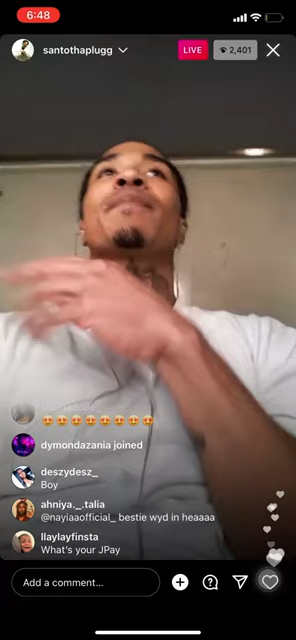 6:48
santothaplugg
LIVE
2,401
😍😍😍😍😍😍😍😍
dymondazania joined
deszydesz_
Boy
ahniya._.talia
@nayiaaofficial_ bestie wyd in heaaaa
llaylayfinsta
What's your JPay
Add a comment...